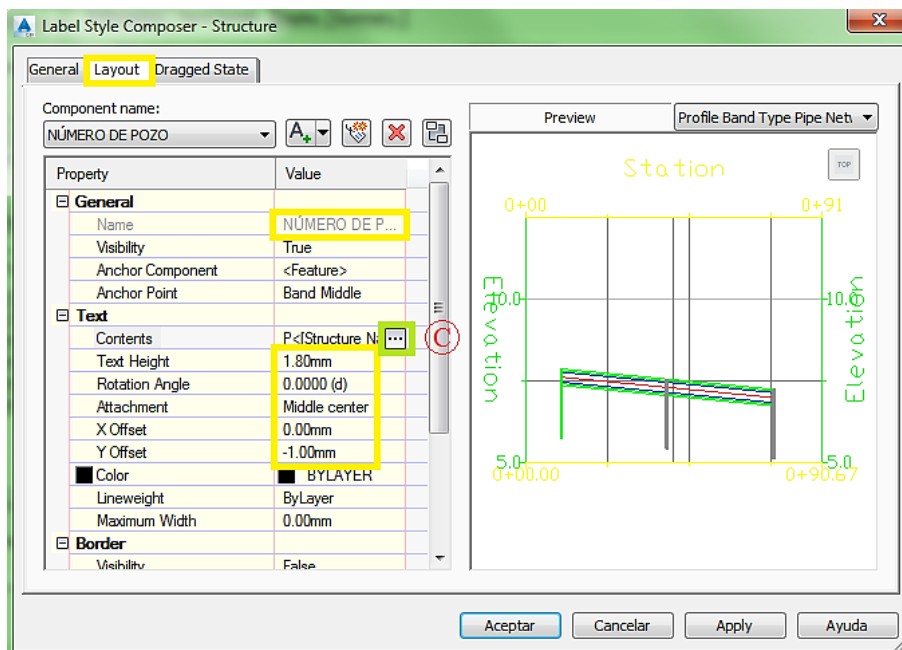 Label Style Composer - Structure
General Layout Dragged State
Component name:
NÚMERO DE POZO
Property Value
General
Name NÚMERO DE P...
Visibility True
Anchor Component <Feature>
Anchor Point Band Middle
Text
Contents P<[Structure Na ... C
Text Height 1.80mm
Rotation Angle 0.0000 (d)
Attachment Middle center
X Offset 0.00mm
Y Offset -1.00mm
Color BYLAYER
Lineweight ByLayer
Maximum Width 0.00mm
Border
Visibility False
Preview Profile Band Type Pipe Netw
TOP
Station
0+00 0+91
Elevation
10.0 10.0
Elevation
5.0 5.0
0+00.00 0+90.67
Aceptar Cancelar Apply Ayuda